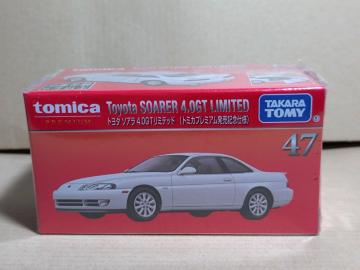 tomica
PREMIUM
Toyota SOARER 4.0GT LIMITED
トヨタ ソアラ 4.0GTリミテッド （トミカプレミアム発売記念仕様）
TAKARA
TOMY
47